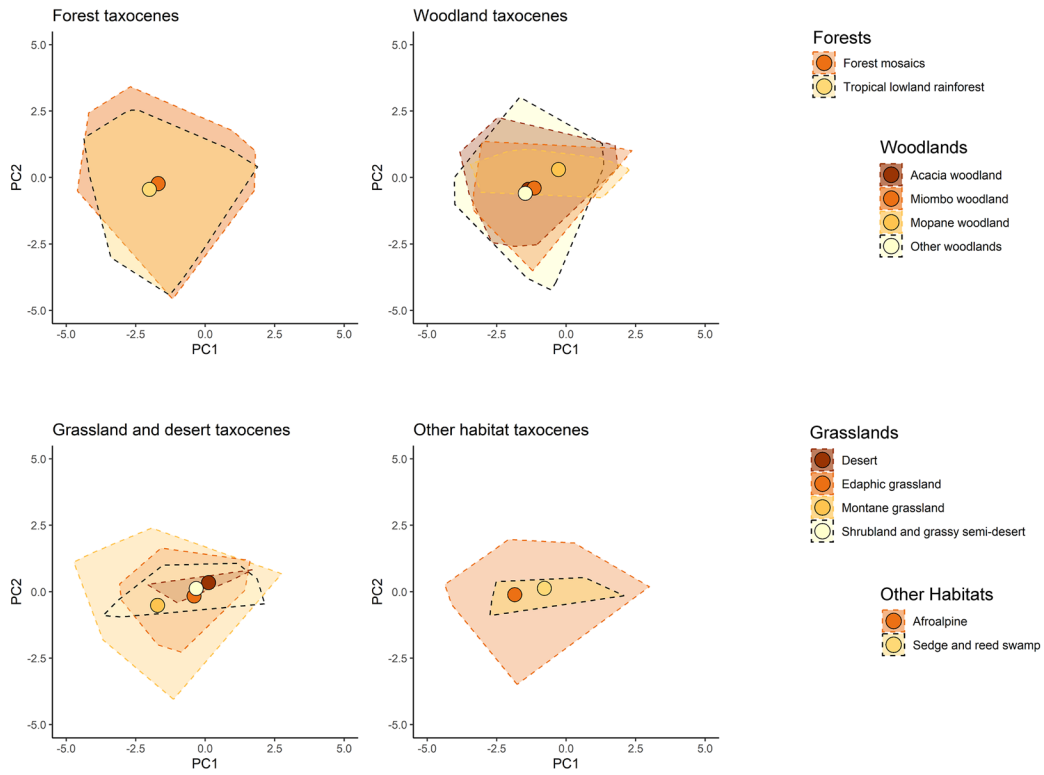 Forest taxocenes
5.0
2.5
0.0
-2.5
-5.0
PC2
-5.0 -2.5 0.0 2.5 5.0
PC1
Woodland taxocenes
5.0
2.5
0.0
-2.5
-5.0
PC2
-5.0 -2.5 0.0 2.5 5.0
PC1
Forests
Forest mosaics
Tropical lowland rainforest
Woodlands
Acacia woodland
Miombo woodland
Mopane woodland
Other woodlands
Grassland and desert taxocenes
5.0
2.5
0.0
-2.5
-5.0
PC2
-5.0 -2.5 0.0 2.5 5.0
PC1
Other habitat taxocenes
5.0
2.5
0.0
-2.5
-5.0
PC2
-5.0 -2.5 0.0 2.5 5.0
PC1
Grasslands
Desert
Edaphic grassland
Montane grassland
Shrubland and grassy semi-desert
Other Habitats
Afroalpine
Sedge and reed swamp